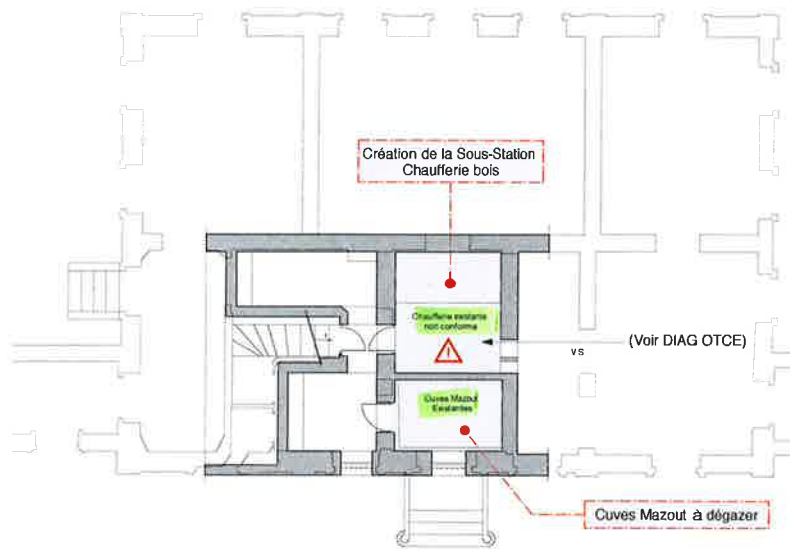 Création de la Sous-Station
Chaufferie bois
Chaufferie existante
non conforme
(Voir DIAG OTCE)
vs
Cuves Mazout
Existantes
Cuves Mazout à dégazer